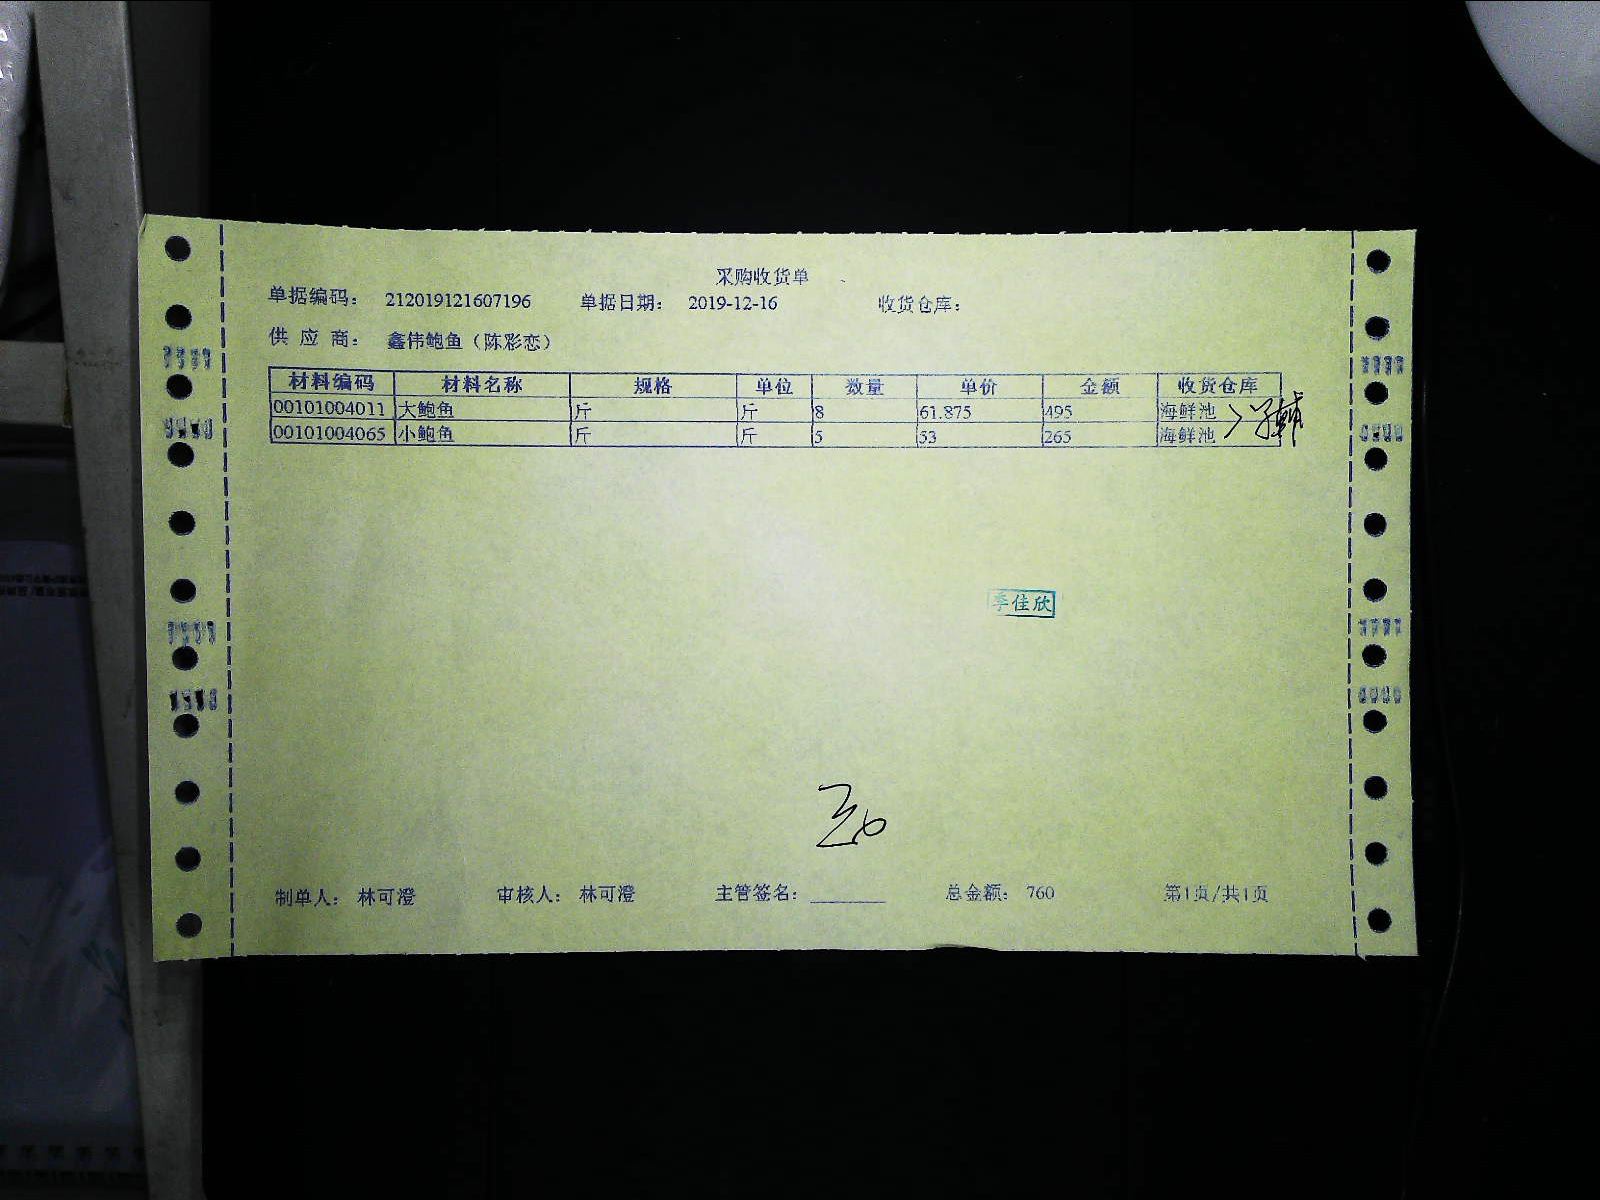 采购收货单
单据编码： 212019121607196 单据日期： 2019-12-16 收货仓库：
供 应 商： 鑫伟鲍鱼（陈彩恋）
材料编码 材料名称 规格 单位 数量 单价 金额 收货仓库
00101004011 大鲍鱼 斤 斤 8 61.875 495 海鲜池
00101004065 小鲍鱼 斤 斤 5 53 265 海鲜池
季佳欣
制单人： 林可澄 审核人： 林可澄 主管签名：________ 总金额： 760 第1页/共1页